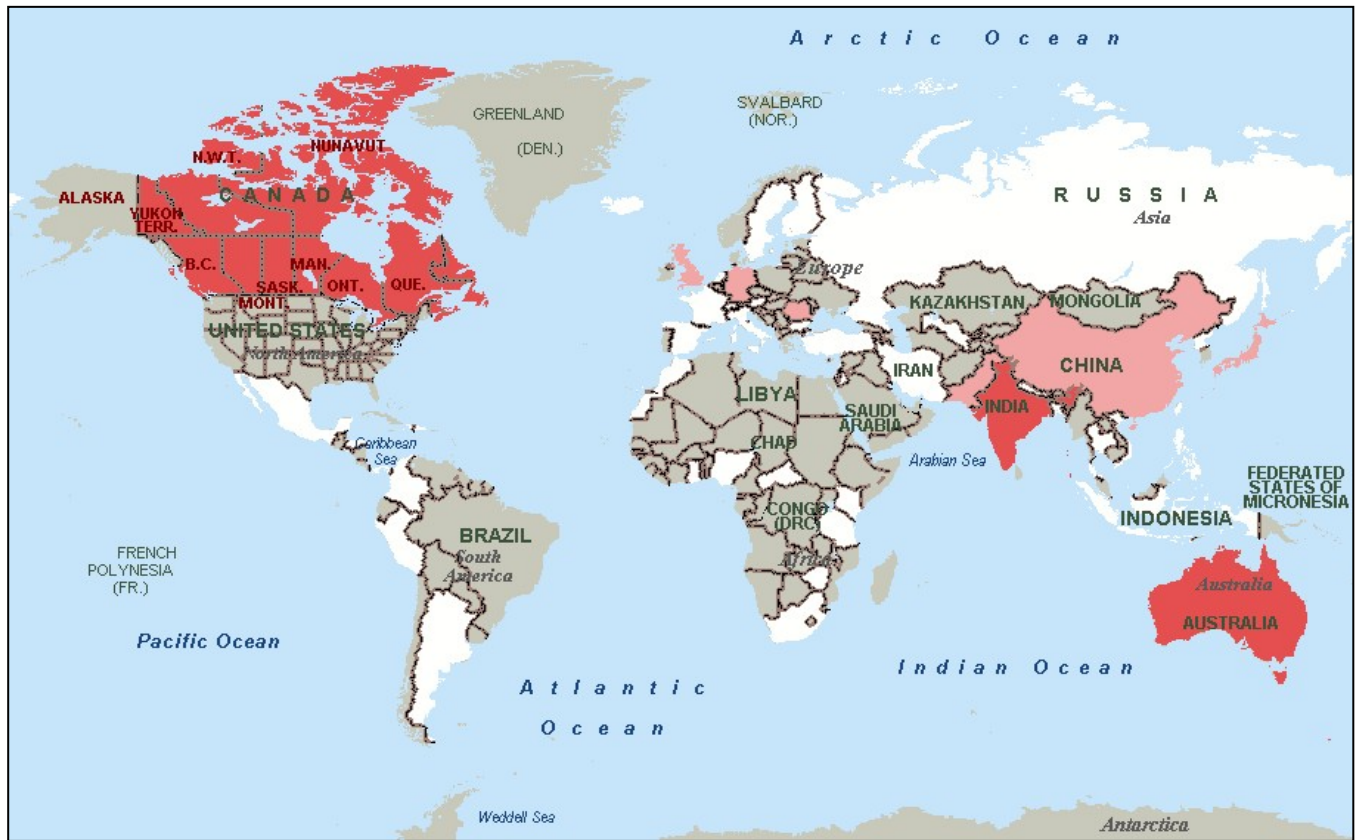 Arctic Ocean
GREENLAND
(DEN.)
SVALBARD
(NOR.)
N.W.T.
NUNAVUT
ALASKA
CANADA
YUKON
TERR.
RUSSIA
Asia
B.C.
MAN.
SASK.
ONT.
QUE.
MONT.
Europe
KAZAKHSTAN
MONGOLIA
UNITED STATES
North America
IRAN
CHINA
LIBYA
SAUDI
ARABIA
INDIA
CHAD
Caribbean
Sea
Arabian Sea
FEDERATED
STATES OF
MICRONESIA
CONGO
(DRC)
INDONESIA
BRAZIL
South
America
Africa
FRENCH
POLYNESIA
(FR.)
Australia
AUSTRALIA
Pacific Ocean
Indian Ocean
Atlantic
Ocean
Weddell Sea
Antarctica